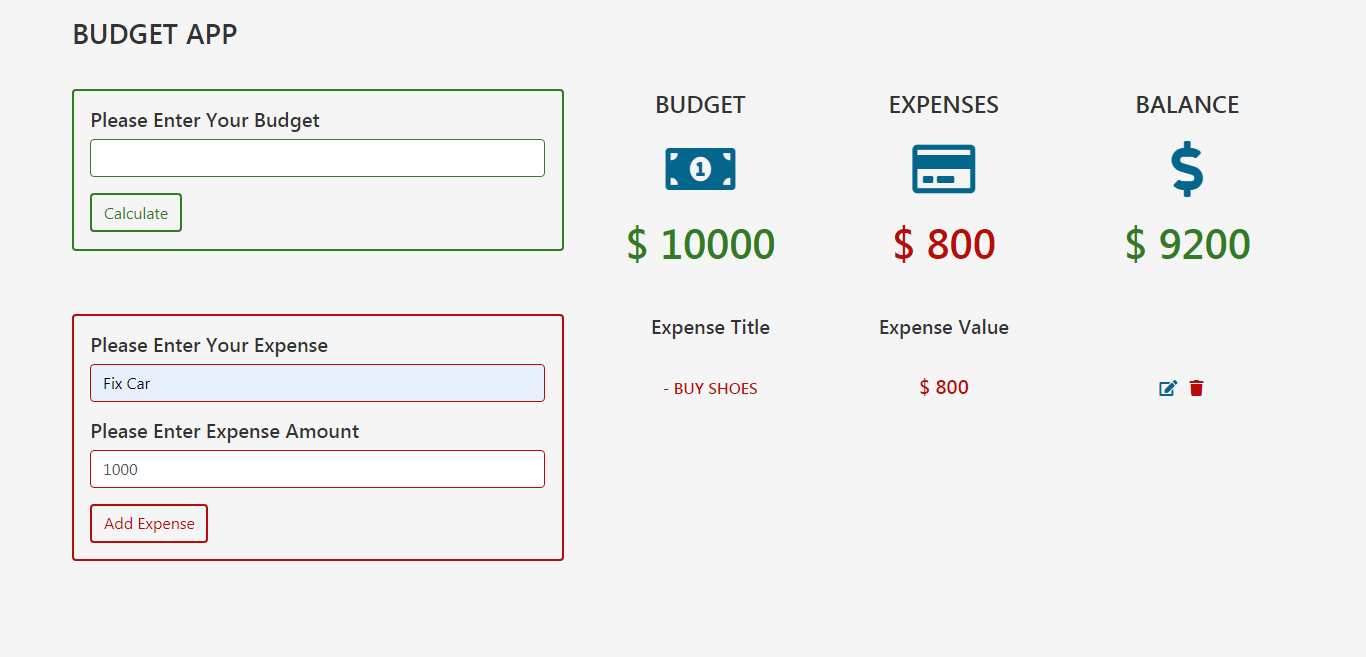 BUDGET APP
Please Enter Your Budget
Calculate
BUDGET
EXPENSES
BALANCE
1
$ 10000
$ 800
$ 9200
Please Enter Your Expense
Fix Car
Please Enter Expense Amount
1000
Add Expense
Expense Title
Expense Value
- BUY SHOES
$ 800